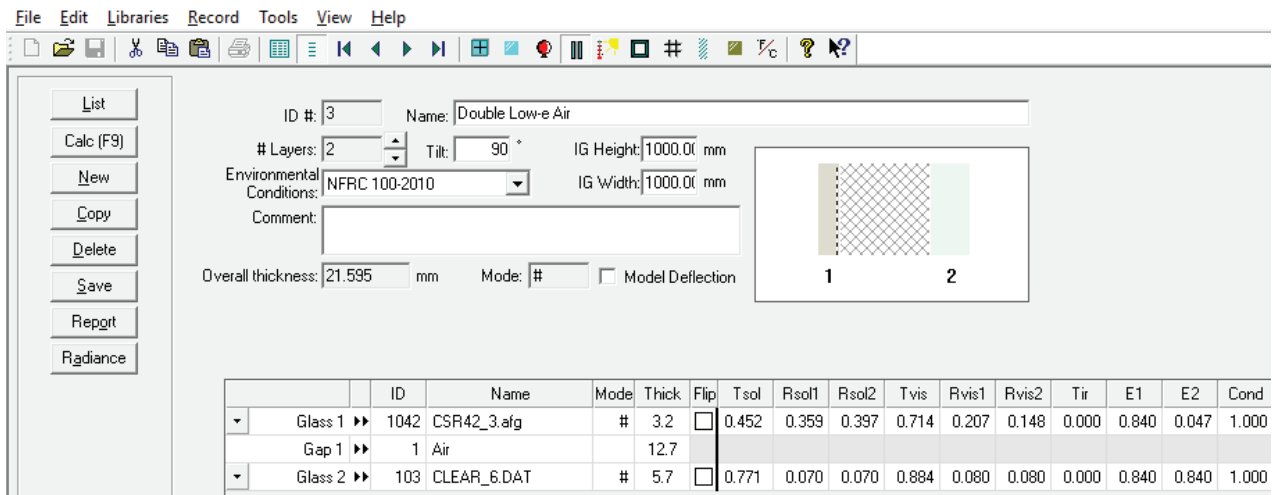 File Edit Libraries Record Tools View Help
List
Calc (F9)
New
Copy
Delete
Save
Report
Radiance
ID #: 3 Name: Double Low-e Air
# Layers: 2 Tilt: 90 ° IG Height: 1000.0( mm
Environmental Conditions: NFRC 100-2010 IG Width: 1000.0( mm
Comment:
Overall thickness: 21.595 mm Mode: # Model Deflection
1 2
ID Name Mode Thick Flip Tsol Rsol1 Rsol2 Tvis Rvis1 Rvis2 Tir E1 E2 Cond
Glass 1 ▸▸ 1042 CSR42_3.afg # 3.2 0.452 0.359 0.397 0.714 0.207 0.148 0.000 0.840 0.047 1.000
Gap 1 ▸▸ 1 Air 12.7
Glass 2 ▸▸ 103 CLEAR_6.DAT # 5.7 0.771 0.070 0.070 0.884 0.080 0.080 0.000 0.840 0.840 1.000